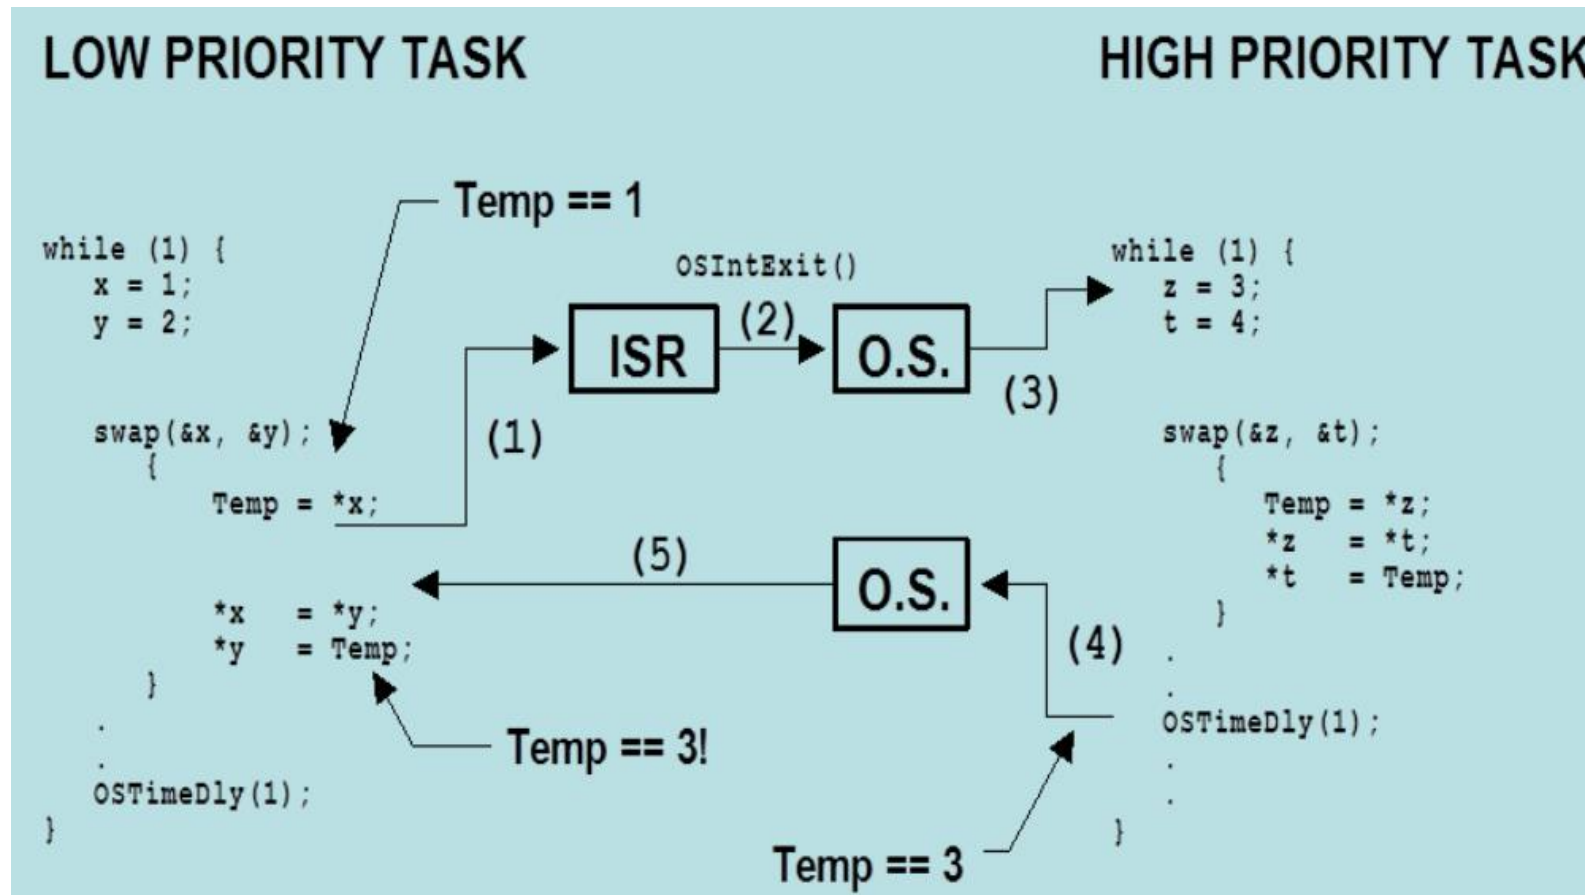 LOW PRIORITY TASK
HIGH PRIORITY TASK
Temp == 1
while (1) {
x = 1;
y = 2;
swap(&x, &y);
{
Temp = *x;
*x = *y;
*y = Temp;
}
.
.
OSTimeDly(1);
}
(1)
ISR
OSIntExit()
(2)
O.S.
(3)
while (1) {
z = 3;
t = 4;
swap(&z, &t);
{
Temp = *z;
*z = *t;
*t = Temp;
}
.
.
OSTimeDly(1);
.
.
}
(4)
O.S.
(5)
Temp == 3!
Temp == 3